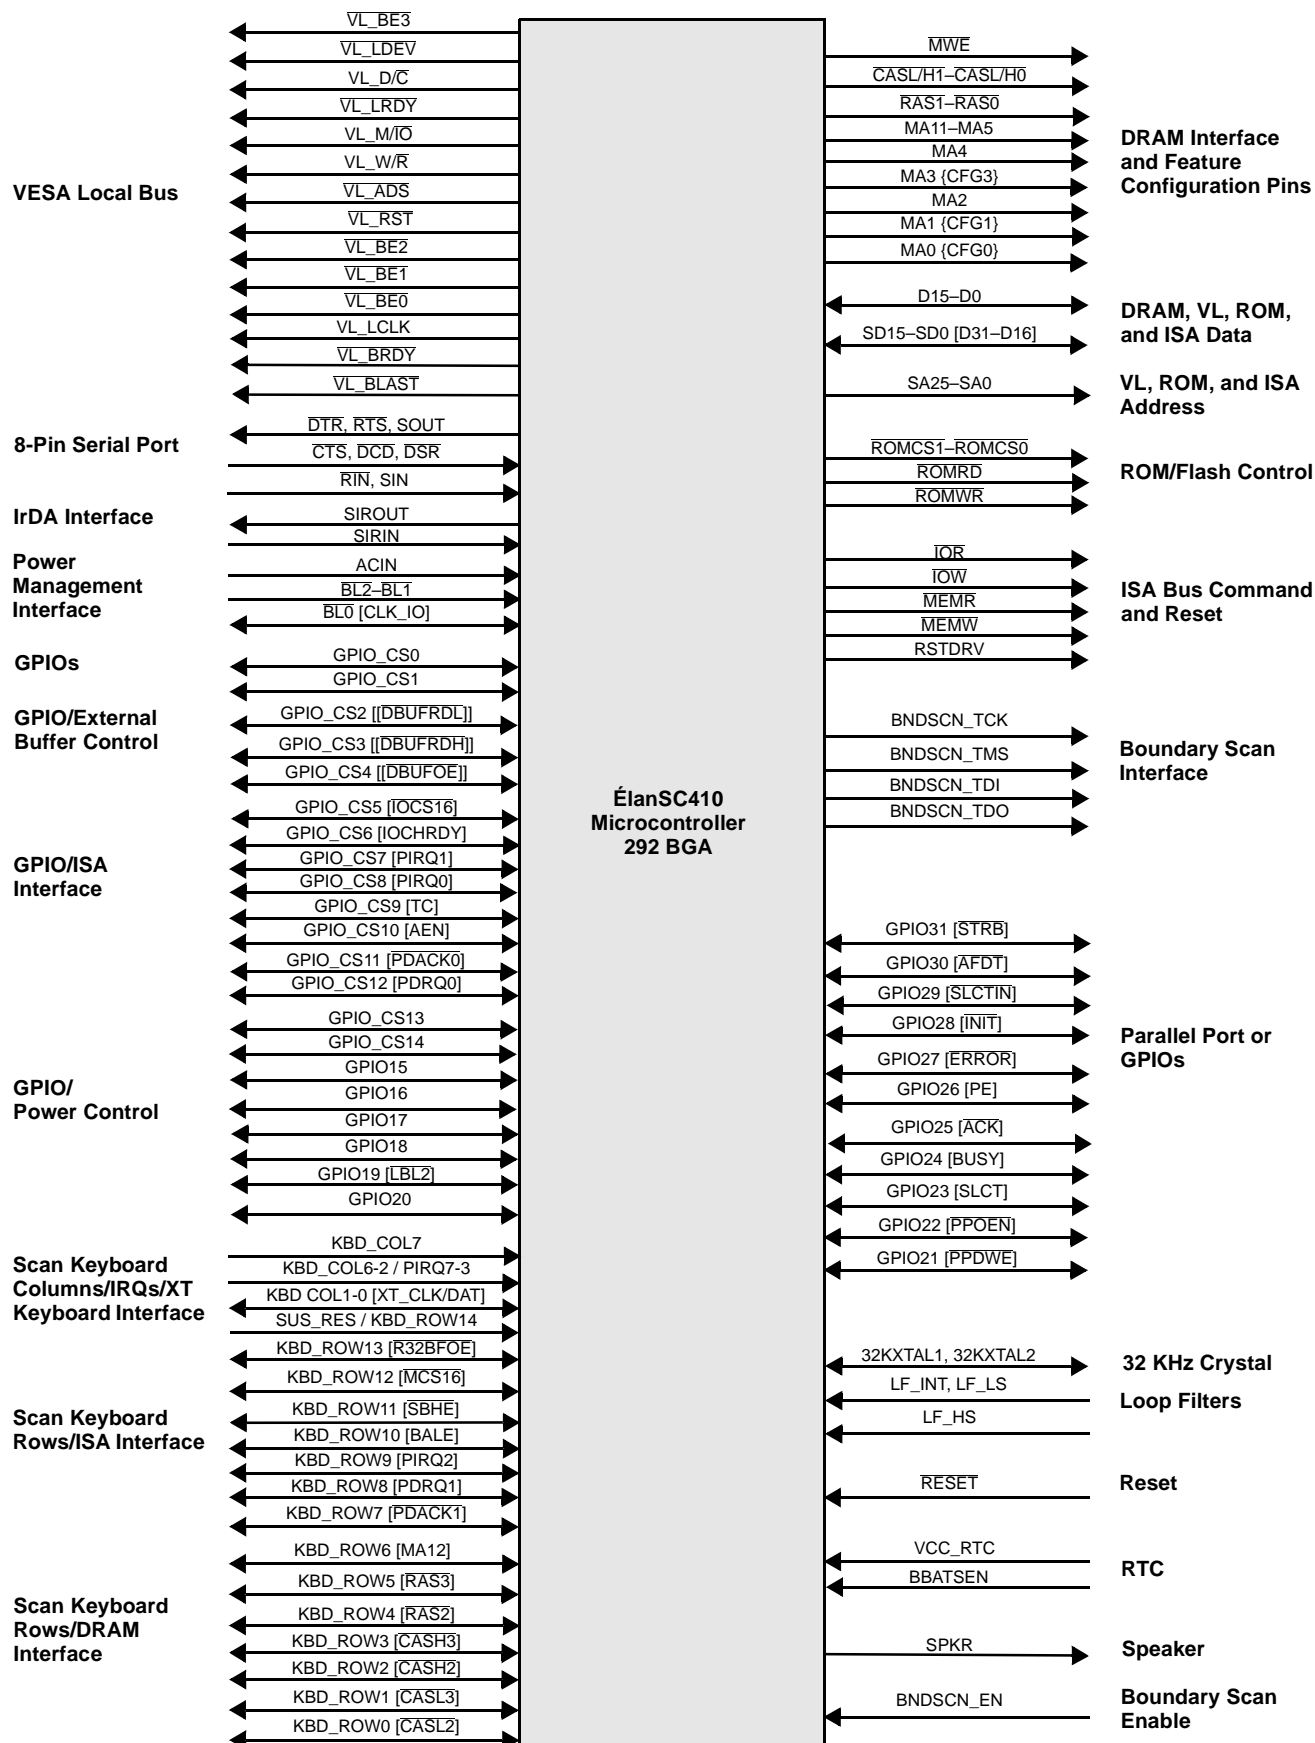 VL_BE3
VL_LDEV
VL_D/C
VL_LRDY
VL_M/IO
VL_W/R
VESA Local Bus
VL_ADS
VL_RST
VL_BE2
VL_BE1
VL_BE0
VL_LCLK
VL_BRDY
VL_BLAST
8-Pin Serial Port
DTR, RTS, SOUT
CTS, DCD, DSR
RIN, SIN
IrDA Interface
SIROUT
SIRIN
Power
Management
Interface
ACIN
BL2–BL1
BL0 [CLK_IO]
GPIOs
GPIO_CS0
GPIO_CS1
GPIO/External
Buffer Control
GPIO_CS2 [[DBUFRDL]]
GPIO_CS3 [[DBUFRDH]]
GPIO_CS4 [[DBUFOE]]
GPIO/ISA
Interface
GPIO_CS5 [IOCS16]
GPIO_CS6 [IOCHRDY]
GPIO_CS7 [PIRQ1]
GPIO_CS8 [PIRQ0]
GPIO_CS9 [TC]
GPIO_CS10 [AEN]
GPIO_CS11 [PDACK0]
GPIO_CS12 [PDRQ0]
GPIO/
Power Control
GPIO_CS13
GPIO_CS14
GPIO15
GPIO16
GPIO17
GPIO18
GPIO19 [LBL2]
GPIO20
Scan Keyboard
Columns/IRQs/XT
Keyboard Interface
KBD_COL7
KBD_COL6-2 / PIRQ7-3
KBD COL1-0 [XT_CLK/DAT]
SUS_RES / KBD_ROW14
Scan Keyboard
Rows/ISA Interface
KBD_ROW13 [R32BFOE]
KBD_ROW12 [MCS16]
KBD_ROW11 [SBHE]
KBD_ROW10 [BALE]
KBD_ROW9 [PIRQ2]
KBD_ROW8 [PDRQ1]
KBD_ROW7 [PDACK1]
Scan Keyboard
Rows/DRAM
Interface
KBD_ROW6 [MA12]
KBD_ROW5 [RAS3]
KBD_ROW4 [RAS2]
KBD_ROW3 [CASH3]
KBD_ROW2 [CASH2]
KBD_ROW1 [CASL3]
KBD_ROW0 [CASL2]
ÉlanSC410
Microcontroller
292 BGA
MWE
CASL/H1–CASL/H0
RAS1–RAS0
MA11–MA5
MA4
MA3 {CFG3}
MA2
MA1 {CFG1}
MA0 {CFG0}
DRAM Interface
and Feature
Configuration Pins
D15–D0
SD15–SD0 [D31–D16]
DRAM, VL, ROM,
and ISA Data
SA25–SA0
VL, ROM, and ISA
Address
ROMCS1–ROMCS0
ROMRD
ROMWR
ROM/Flash Control
IOR
IOW
MEMR
MEMW
RSTDRV
ISA Bus Command
and Reset
BNDSCN_TCK
BNDSCN_TMS
BNDSCN_TDI
BNDSCN_TDO
Boundary Scan
Interface
GPIO31 [STRB]
GPIO30 [AFDT]
GPIO29 [SLCTIN]
GPIO28 [INIT]
GPIO27 [ERROR]
GPIO26 [PE]
GPIO25 [ACK]
GPIO24 [BUSY]
GPIO23 [SLCT]
GPIO22 [PPOEN]
GPIO21 [PPDWE]
Parallel Port or
GPIOs
32KXTAL1, 32KXTAL2
32 KHz Crystal
LF_INT, LF_LS
LF_HS
Loop Filters
RESET
Reset
VCC_RTC
BBATSEN
RTC
SPKR
Speaker
BNDSCN_EN
Boundary Scan
Enable